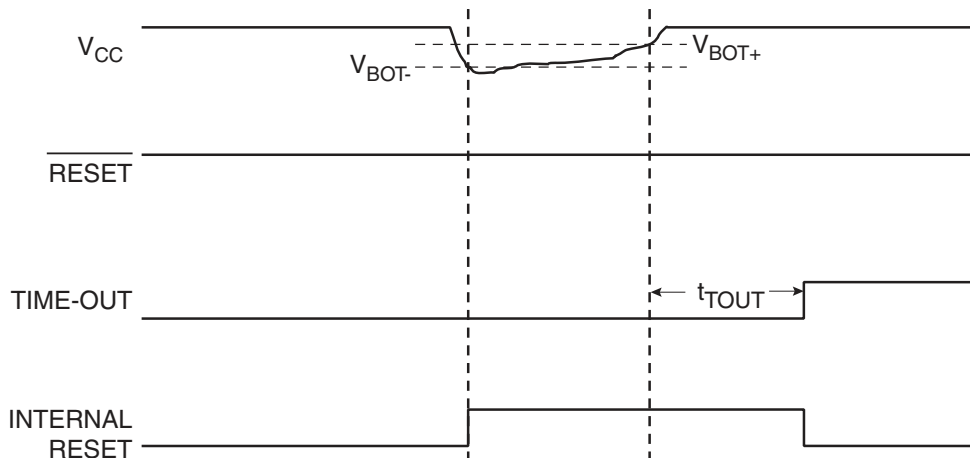 VCC
VBOT-
VBOT+
RESET
TIME-OUT
tTOUT
INTERNAL
RESET